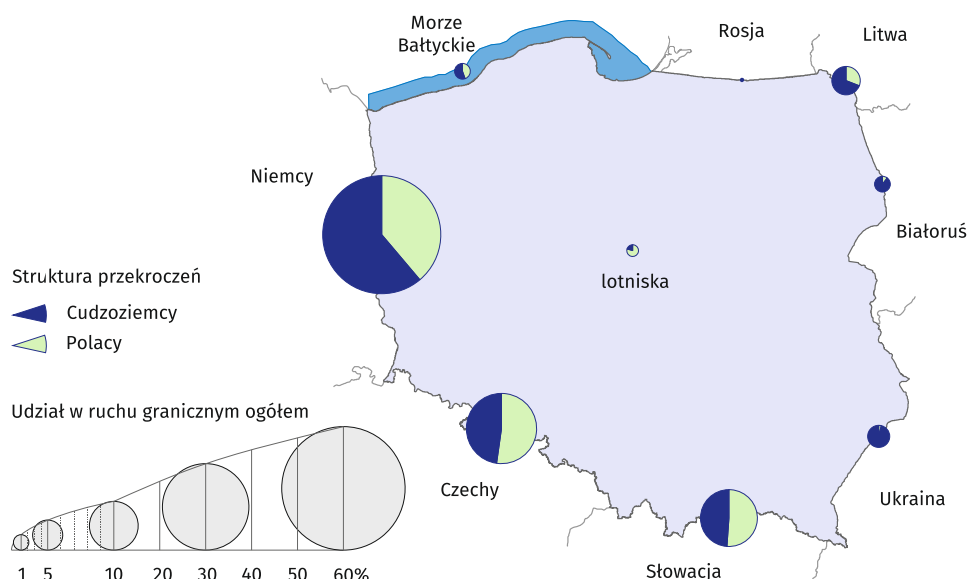 Morze
Bałtyckie
Rosja
Litwa
Niemcy
Białoruś
lotniska
Struktura przekroczeń
Cudzoziemcy
Polacy
Udział w ruchu granicznym ogółem
Czechy
Ukraina
Słowacja
1 5 10 20 30 40 50 60%